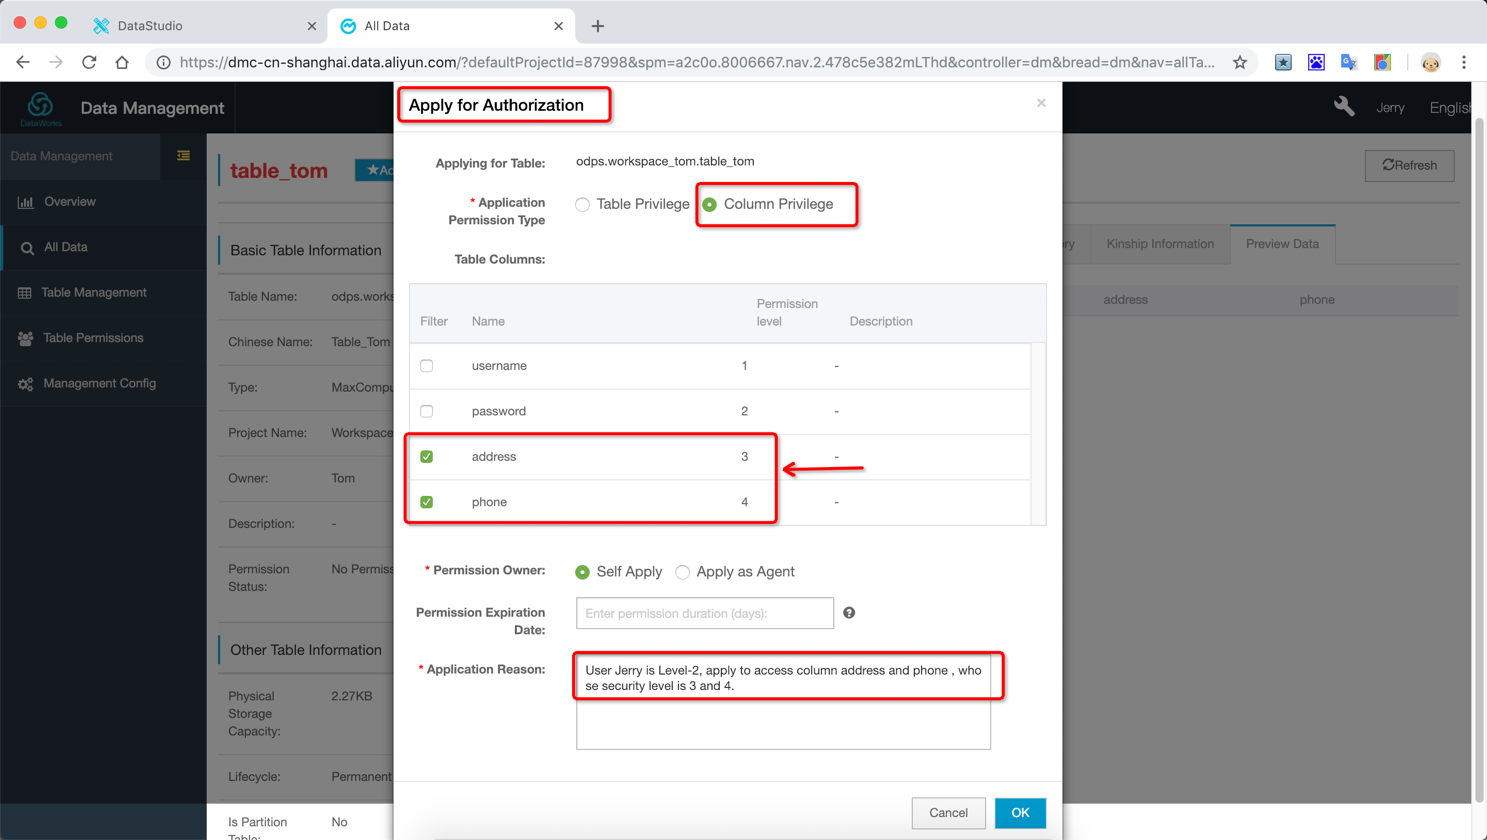 DataStudio
All Data
https://dmc-cn-shanghai.data.aliyun.com/?defaultProjectId=87998&spm=a2c0o.8006667.nav.2.478c5e382mLThd&controller=dm&bread=dm&nav=allTa...
DataWorks
Data Management
Jerry
English
Data Management
Overview
All Data
Table Management
Table Permissions
Management Config
table_tom
★Ad
Refresh
Basic Table Information
Table Name: odps.works
Chinese Name: Table_Tom
Type: MaxCompu
Project Name: Workspace
Owner: Tom
Description: -
Permission
Status:
No Permiss
Other Table Information
Physical
Storage
Capacity:
2.27KB
Lifecycle: Permanent
Is Partition
Table:
No
ry
Kinship Information
Preview Data
address phone
Apply for Authorization
×
Applying for Table: odps.workspace_tom.table_tom
* Application
Permission Type
Table Privilege
Column Privilege
Table Columns:
Filter Name Permission
level
Description
username 1 -
password 2 -
address 3 -
phone 4 -
* Permission Owner: Self Apply Apply as Agent
Permission Expiration
Date:
Enter permission duration (days):
?
* Application Reason:
User Jerry is Level-2, apply to access column address and phone , who
se security level is 3 and 4.
Cancel
OK